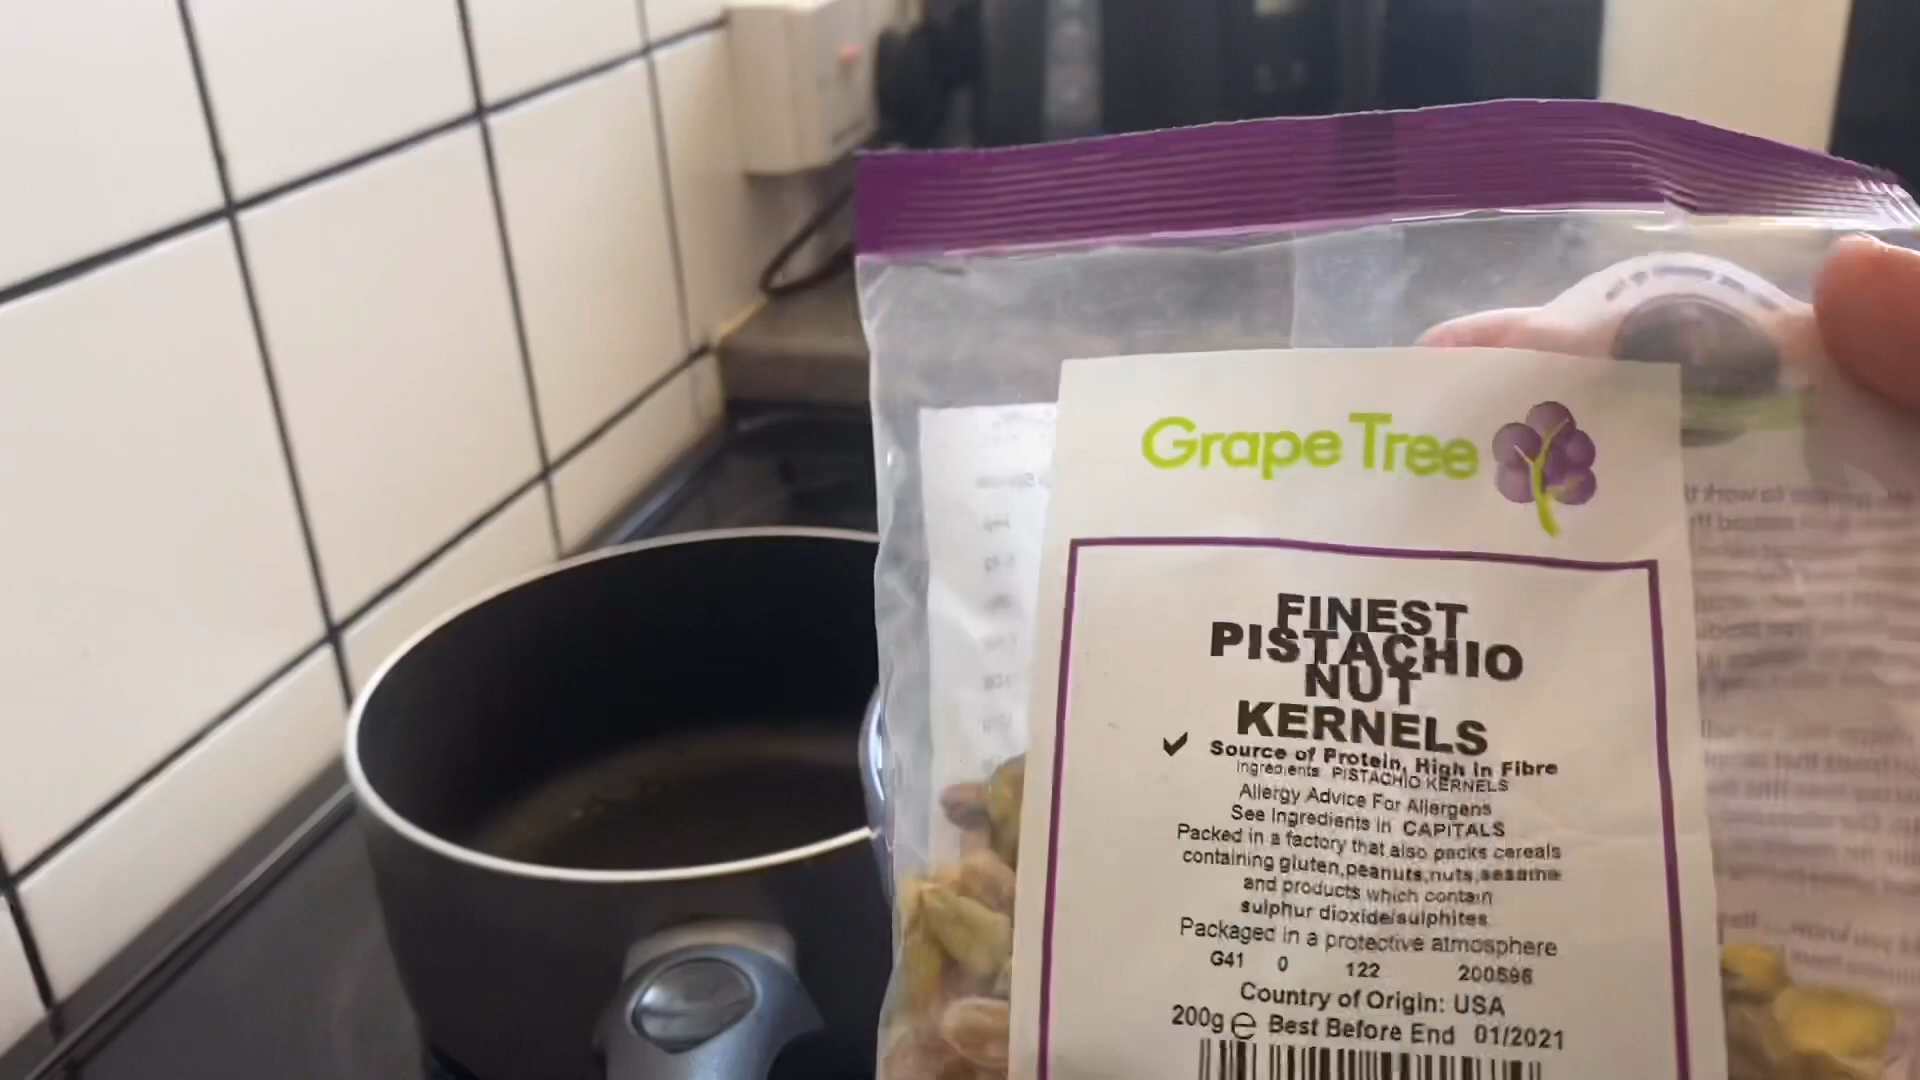 Grape Tree
FINEST
PISTACHIO
NUT
KERNELS
✓ Source of Protein, High In Fibre
Ingredients PISTACHIO KERNELS
Allergy Advice For Allergens
See Ingredients in CAPITALS
Packed in a factory that also packs cereals
containing gluten,peanuts,nuts,sesame
and products which contain
sulphur dioxide/sulphites
Packaged in a protective atmosphere
G41 0 122 200596
Country of Origin: USA
200g ℮ Best Before End 01/2021